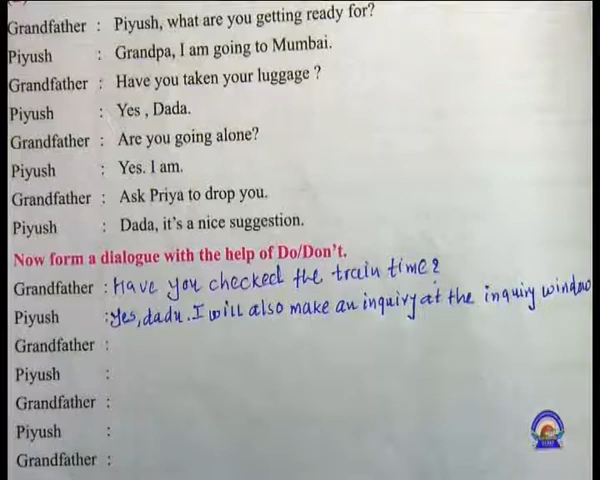 Grandfather : Piyush, what are you getting ready for?
Piyush : Grandpa, I am going to Mumbai.
Grandfather : Have you taken your luggage ?
Piyush : Yes , Dada.
Grandfather : Are you going alone?
Piyush : Yes. I am.
Grandfather : Ask Priya to drop you.
Piyush : Dada, it's a nice suggestion.
Now form a dialogue with the help of Do/Don't.
Grandfather : Have you checked the train time?
Piyush : Yes, dadu. I will also make an inquiry at the inquiry window
Grandfather :
Piyush :
Grandfather :
Piyush :
Grandfather :